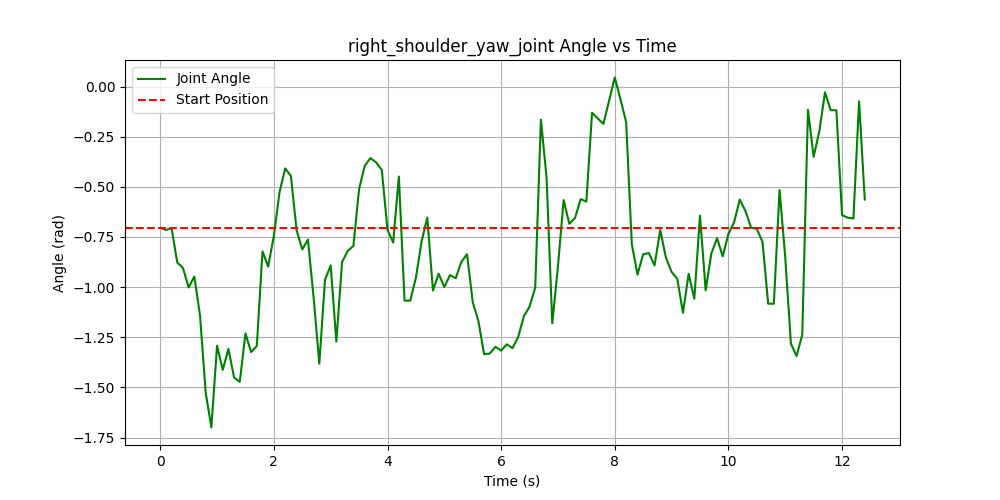 right_shoulder_yaw_joint Angle vs Time
Joint Angle
Start Position
0.00
−0.25
−0.50
−0.75
−1.00
−1.25
−1.50
−1.75
Angle (rad)
0 2 4 6 8 10 12
Time (s)